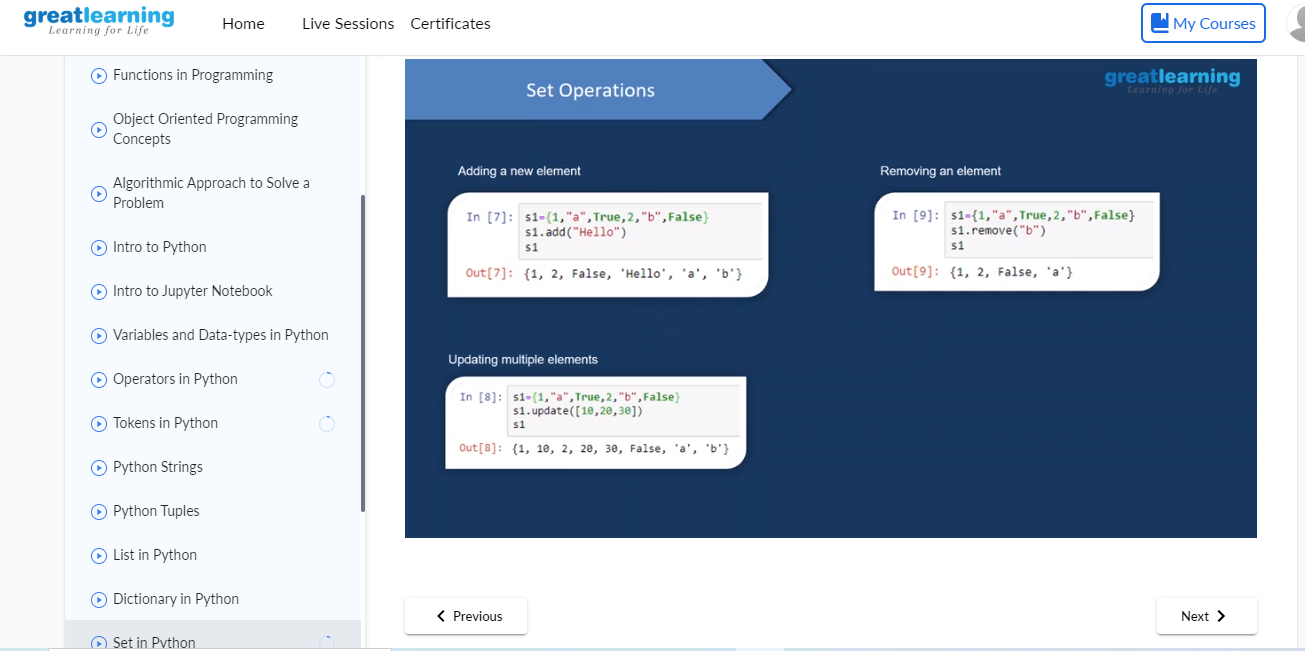 greatlearning
Learning for Life
Home
Live Sessions
Certificates
My Courses
Functions in Programming
Object Oriented Programming
Concepts
Algorithmic Approach to Solve a
Problem
Intro to Python
Intro to Jupyter Notebook
Variables and Data-types in Python
Operators in Python
Tokens in Python
Python Strings
Python Tuples
List in Python
Dictionary in Python
Set in Python
Set Operations
greatlearning
Learning for Life
Adding a new element
In [7]: s1={1,"a",True,2,"b",False}
s1.add("Hello")
s1
Out[7]: {1, 2, False, 'Hello', 'a', 'b'}
Removing an element
In [9]: s1={1,"a",True,2,"b",False}
s1.remove("b")
s1
Out[9]: {1, 2, False, 'a'}
Updating multiple elements
In [8]: s1={1,"a",True,2,"b",False}
s1.update([10,20,30])
s1
Out[8]: {1, 10, 2, 20, 30, False, 'a', 'b'}
Previous
Next